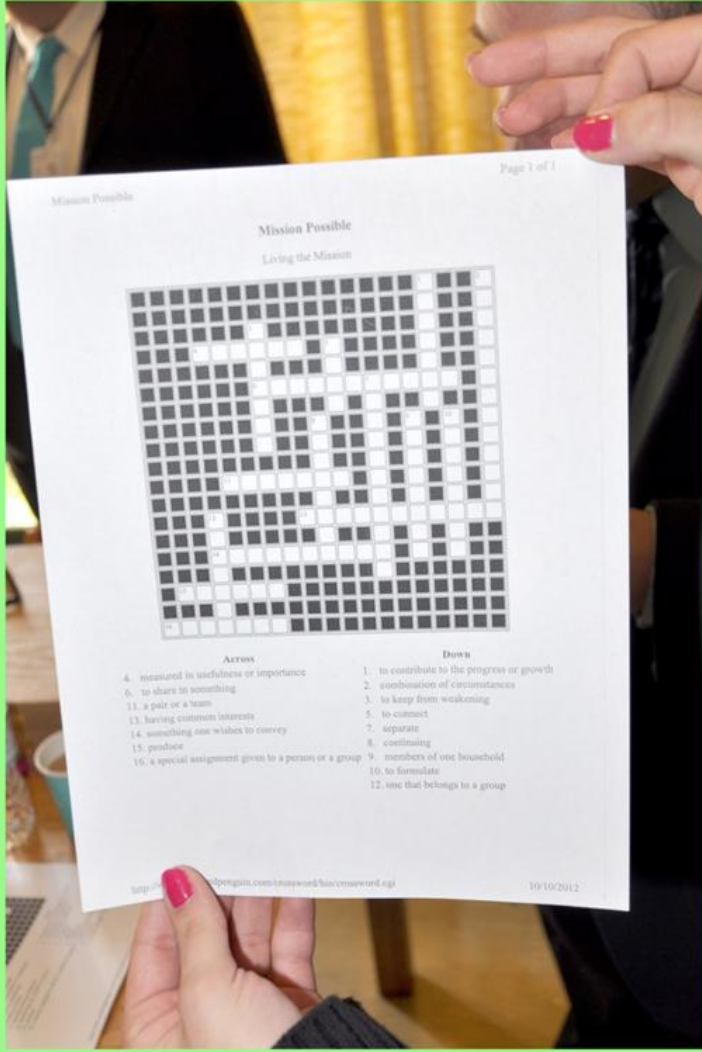 Page 1 of 1
Mission Possible
Mission Possible
Living the Mission
Across
4. measured in usefulness or importance
6. to share in something
11. a pair or a team
13. having common interests
14. something one wishes to convey
15. produce
16. a special assignment given to a person or a group
Down
1. to contribute to the progress or growth
2. combination of circumstances
3. to keep from weakening
5. to connect
7. separate
8. continuing
9. members of one household
10. to formulate
12. one that belongs to a group
10/10/2012